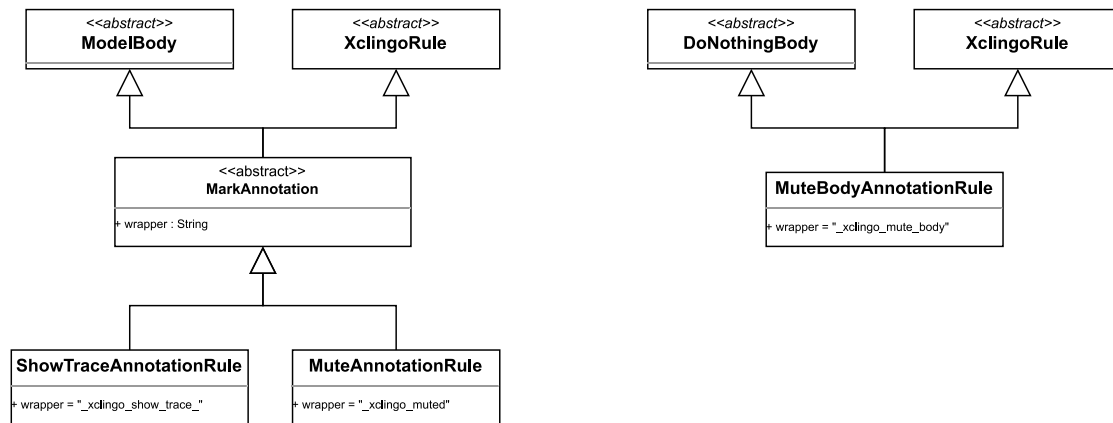 <<abstract>>
ModelBody
<<abstract>>
XclingoRule
<<abstract>>
MarkAnnotation
+ wrapper : String
ShowTraceAnnotationRule
+ wrapper = "_xclingo_show_trace_"
MuteAnnotationRule
+ wrapper = "_xclingo_muted"
<<abstract>>
DoNothingBody
<<abstract>>
XclingoRule
MuteBodyAnnotationRule
+ wrapper = "_xclingo_mute_body"